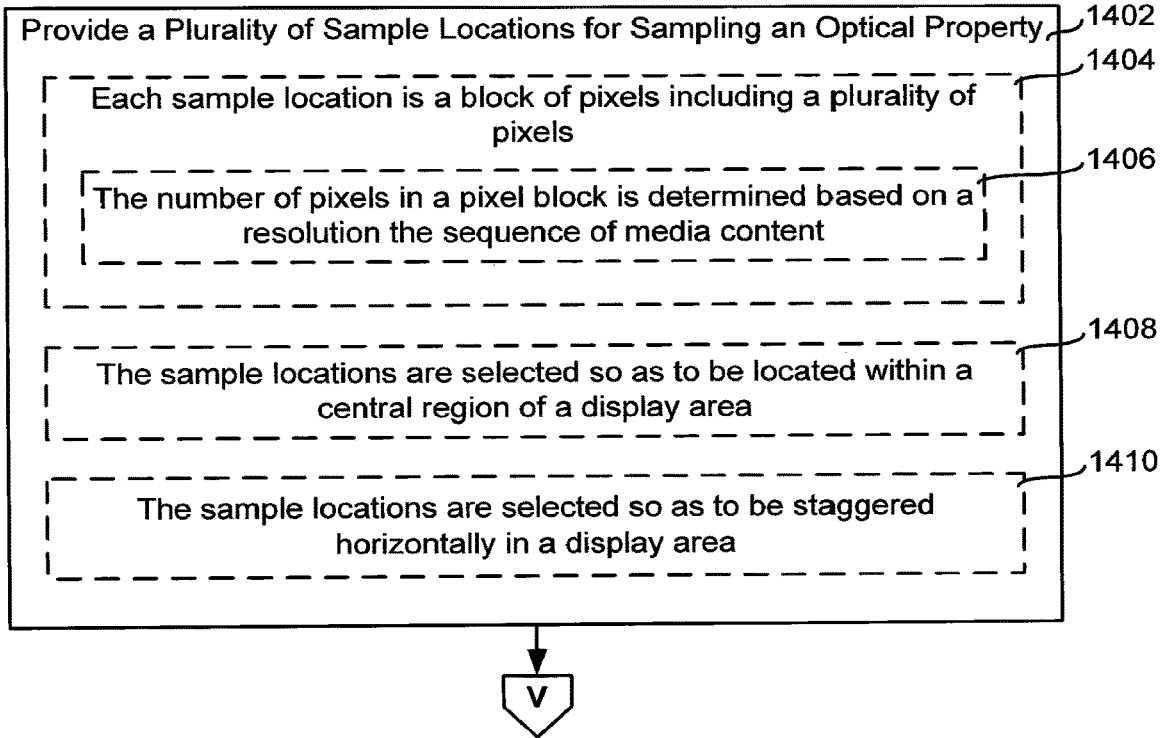 Provide a Plurality of Sample Locations for Sampling an Optical Property
1402
1404
Each sample location is a block of pixels including a plurality of
pixels
1406
The number of pixels in a pixel block is determined based on a
resolution the sequence of media content
1408
The sample locations are selected so as to be located within a
central region of a display area
1410
The sample locations are selected so as to be staggered
horizontally in a display area
V